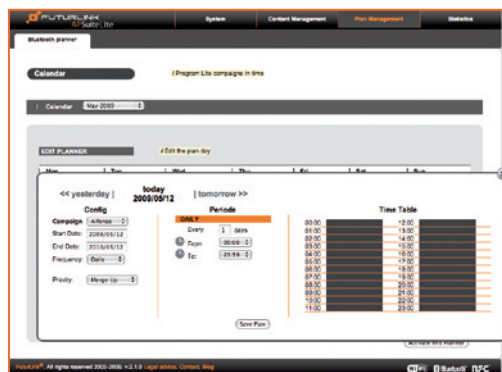 FUTURLINK
APSuite Lite
System Content Management Plan Management Statistics
Bluetooth planner
Calendar
/ Program Lite campaigns in time
| Calendar May 2009
EDIT PLANNER
/ Edit the plan day
Mon Tue Wed Thu Fri Sat Sun
<< yesterday | today 2009/05/12 | tomorrow >>
Config
Campaign Alfonso
Start Date: 2009/05/12
End Date: 2009/05/12
Frequency: Daily
Priority: Merge Up
Periode
DAILY
Every 1 days
From 00:00
To: 23:59
Time Table
00:00 12:00
01:00 13:00
02:00 14:00
03:00 15:00
04:00 16:00
05:00 17:00
06:00 18:00
07:00 19:00
08:00 20:00
09:00 21:00
10:00 22:00
11:00 23:00
Save Plan
FuturLink® All rights reserved 2003-2009. v.2.1.0 Legal advice. Contact. Blog
Wi Fi Bluetooth NFC